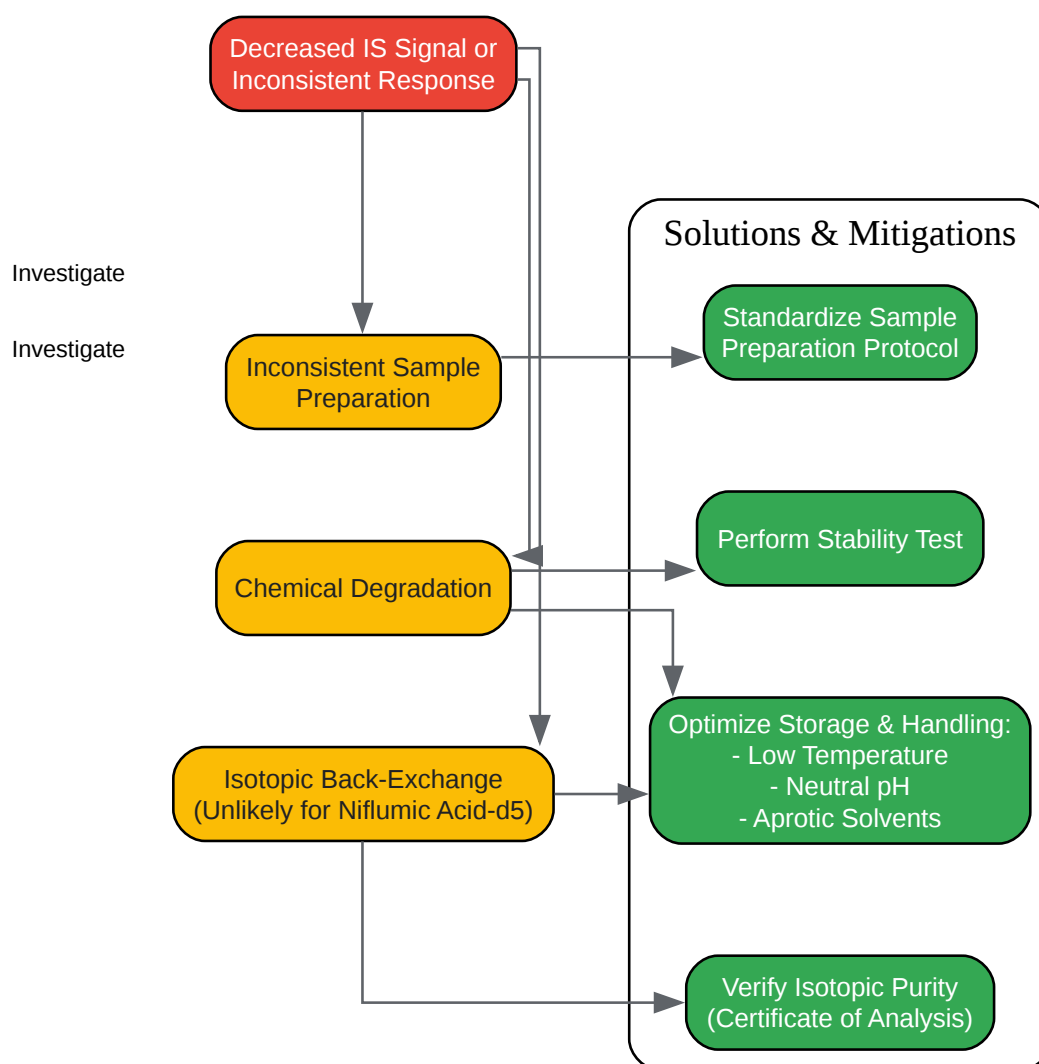 Decreased IS Signal or
Inconsistent Response
Solutions & Mitigations
Investigate
Standardize Sample
Preparation Protocol
Investigate
Inconsistent Sample
Preparation
Perform Stability Test
Chemical Degradation
Optimize Storage & Handling:
- Low Temperature
- Neutral pH
- Aprotic Solvents
Isotopic Back-Exchange
(Unlikely for Niflumic Acid-d5)
Verify Isotopic Purity
(Certificate of Analysis)